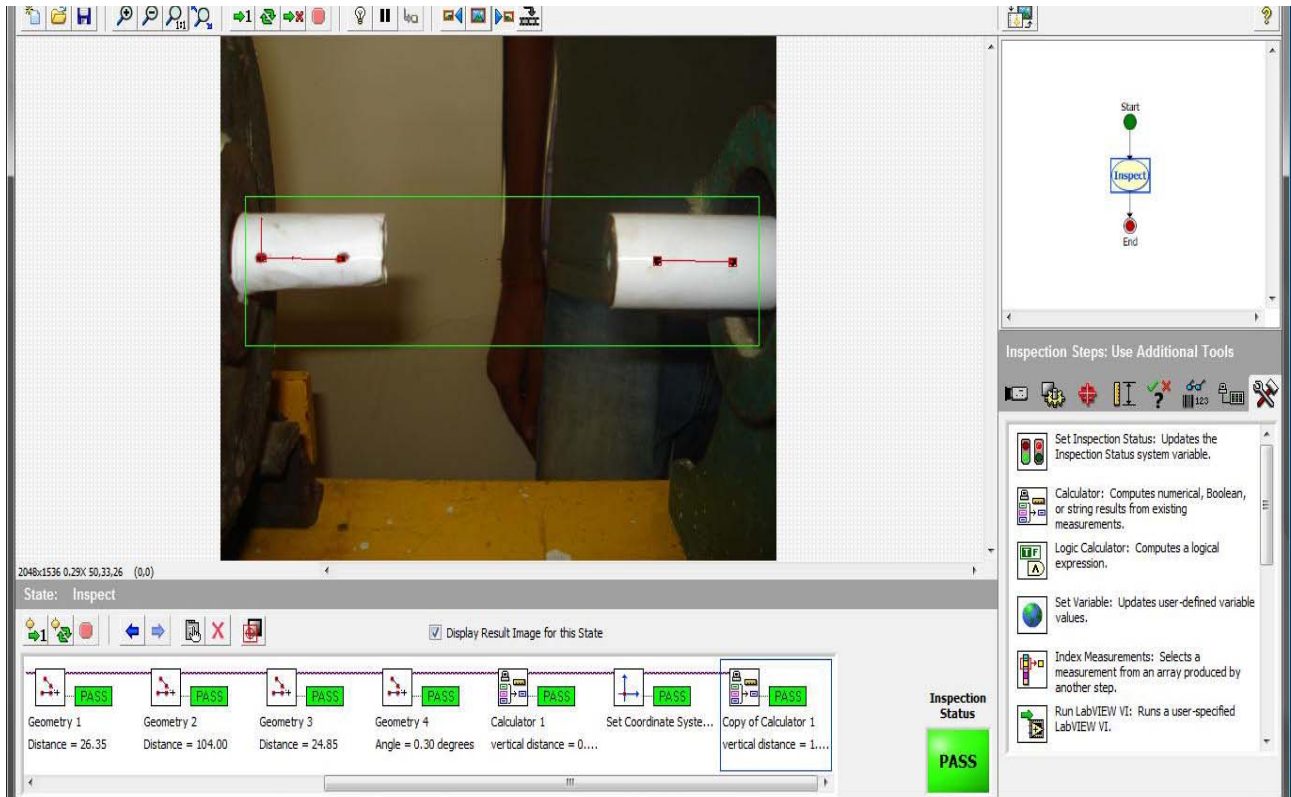 1:1
1
?
Start
Inspect
End
2048x1536 0.29X 50,33,26 (0,0)
State: Inspect
1
Display Result Image for this State
PASS PASS PASS PASS PASS PASS PASS
Geometry 1 Geometry 2 Geometry 3 Geometry 4 Calculator 1 Set Coordinate Syste... Copy of Calculator 1
Distance = 26.35 Distance = 104.00 Distance = 24.85 Angle = 0.30 degrees vertical distance = 0.... vertical distance = 1....
Inspection
Status
PASS
Inspection Steps: Use Additional Tools
?
123
Set Inspection Status: Updates the
Inspection Status system variable.
Calculator: Computes numerical, Boolean,
or string results from existing
measurements.
T F
A
Logic Calculator: Computes a logical
expression.
Set Variable: Updates user-defined variable
values.
Index Measurements: Selects a
measurement from an array produced by
another step.
Run LabVIEW VI: Runs a user-specified
LabVIEW VI.